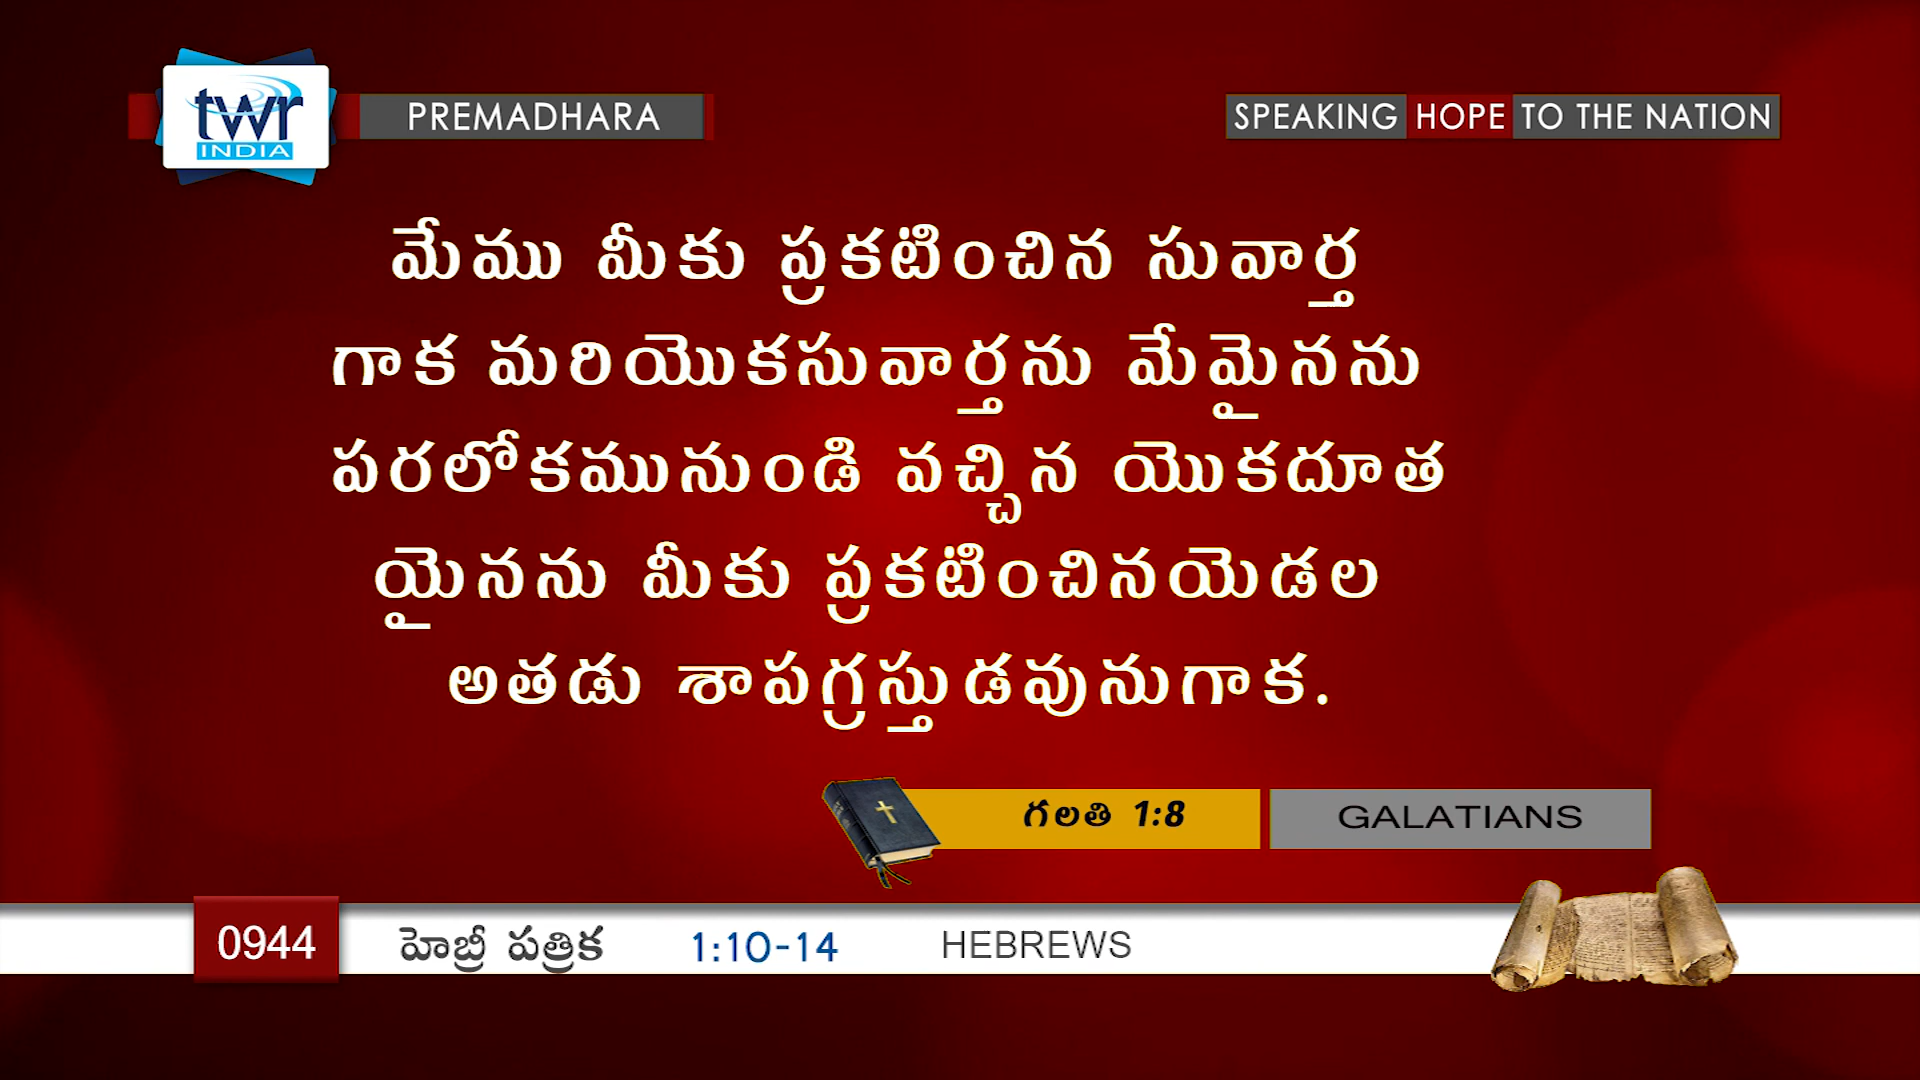 twr
INDIA
PREMADHARA
SPEAKING HOPE TO THE NATION
మేము మీకు ప్రకటించిన సువార్త
గాక మరియొకసువార్తను మేమైనను
పరలోకమునుండి వచ్చిన యొకదూత
యైనను మీకు ప్రకటించినయెడల
అతడు శాపగ్రస్తుడవునుగాక.
గలతి 1:8
GALATIANS
0944
హెబ్రీ పత్రిక
1:10-14
HEBREWS